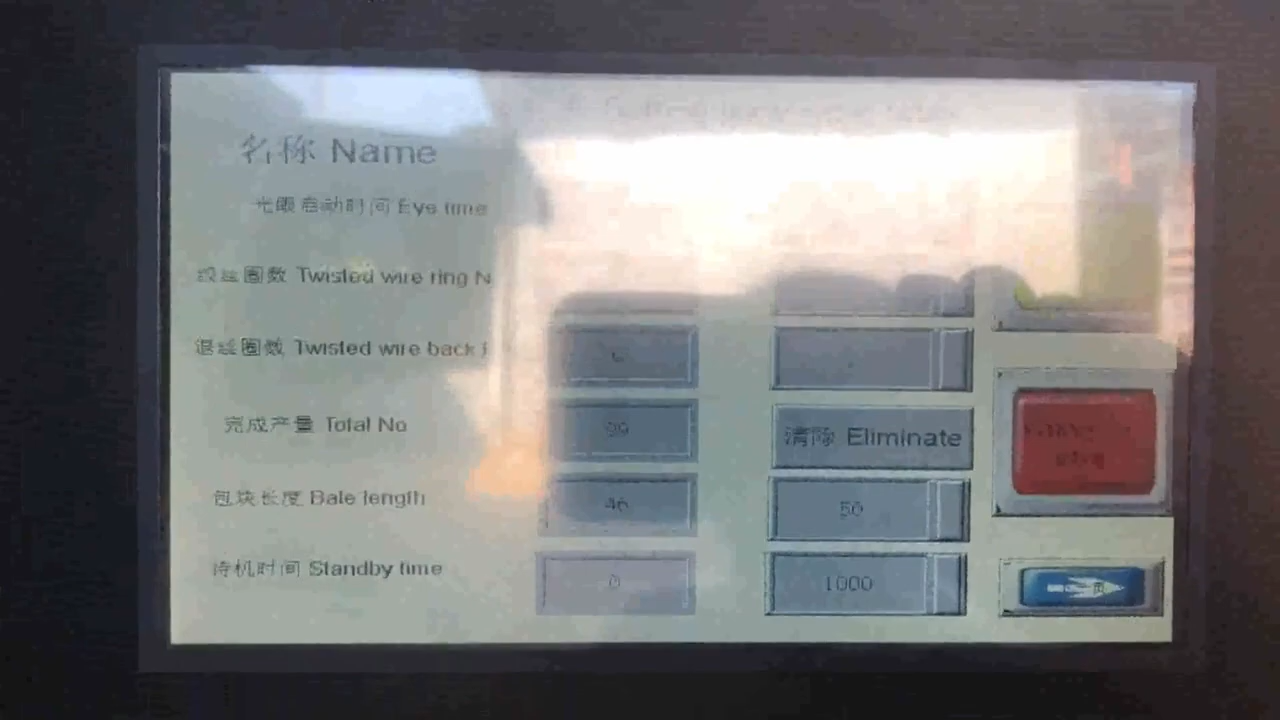 名称 Name
光眼启动时间 Eye time
绞丝圈数 Twisted wire ring N
退丝圈数 Twisted wire back
完成产量 Total No 99 清除 Eliminate
包块长度 Bale length 46 50
待机时间 Standby time 0 1000